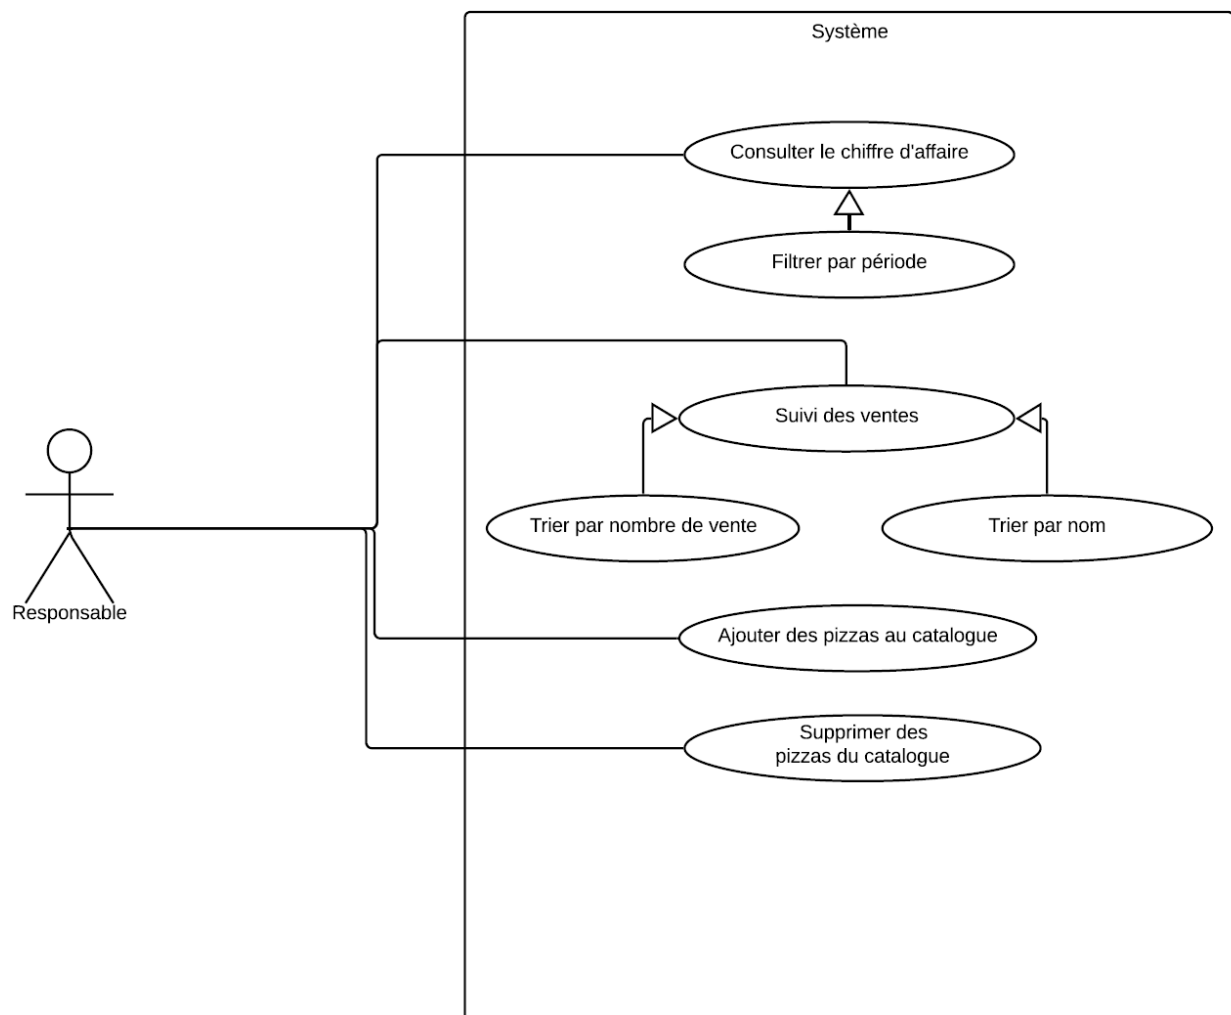 Système
Consulter le chiffre d'affaire
Filtrer par période
Suivi des ventes
Trier par nombre de vente
Trier par nom
Responsable
Ajouter des pizzas au catalogue
Supprimer des
pizzas du catalogue